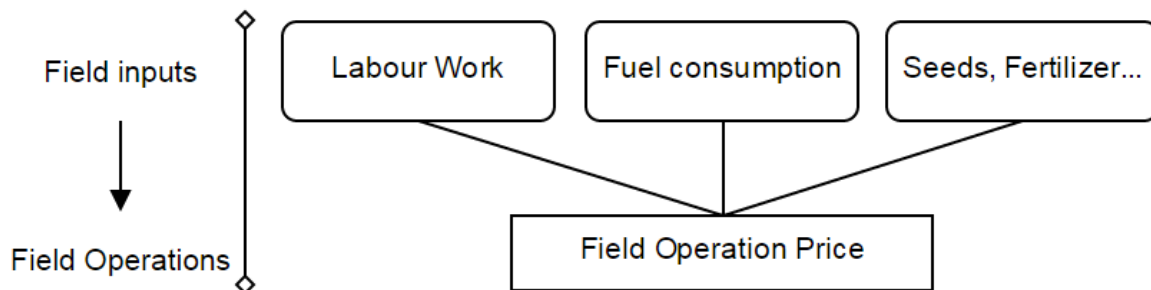 Field inputs
Labour Work
Fuel consumption
Seeds, Fertilizer...
Field Operations
Field Operation Price